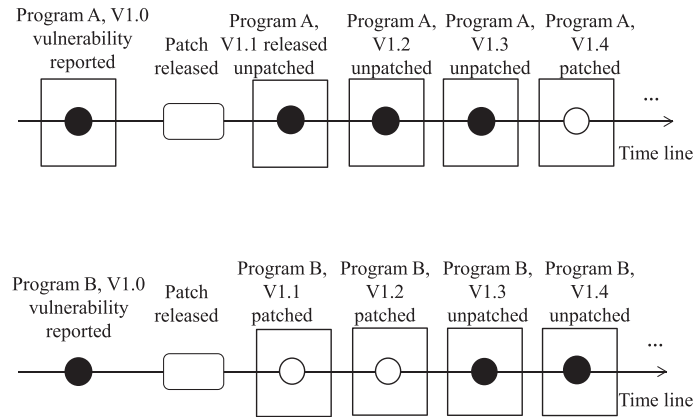 Program A, V1.0
vulnerability
reported
Patch
released
Program A,
V1.1 released
unpatched
Program A,
V1.2
unpatched
Program A,
V1.3
unpatched
Program A,
V1.4
patched
...
Time line
Program B, V1.0
vulnerability
reported
Patch
released
Program B,
V1.1
patched
Program B,
V1.2
patched
Program B,
V1.3
unpatched
Program B,
V1.4
unpatched
...
Time line